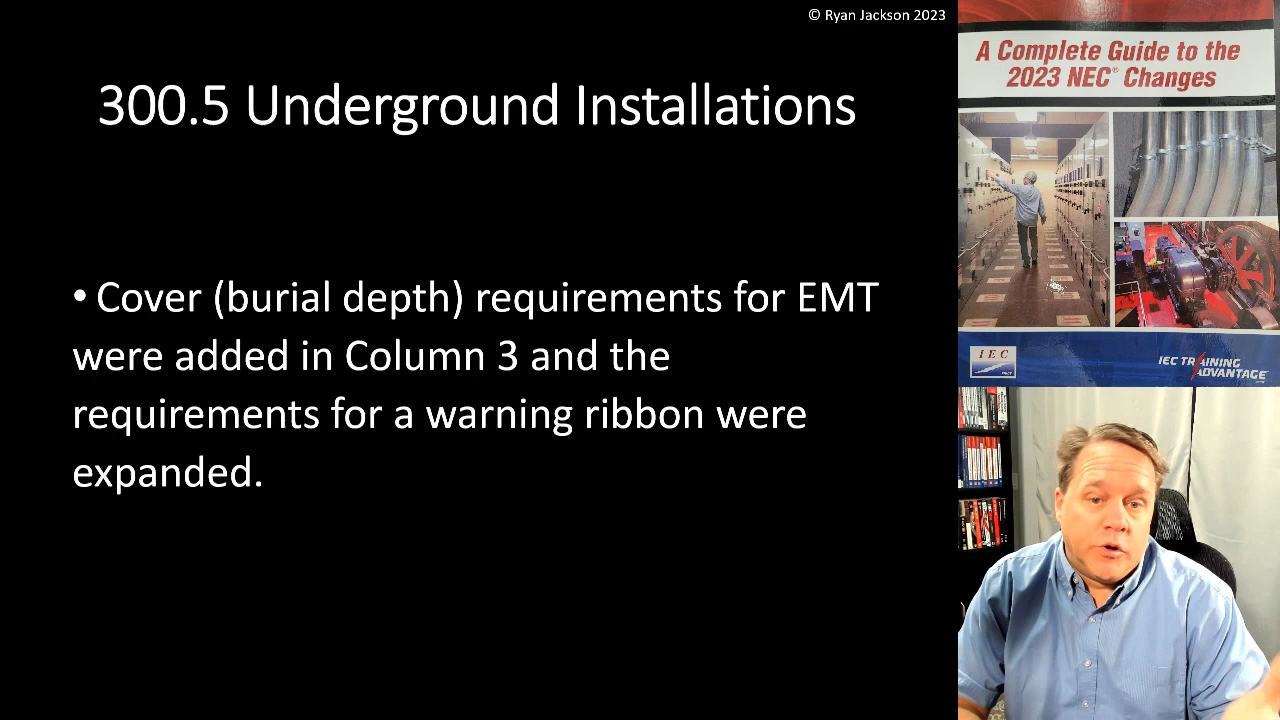 © Ryan Jackson 2023
300.5 Underground Installations
• Cover (burial depth) requirements for EMT
were added in Column 3 and the
requirements for a warning ribbon were
expanded.
A Complete Guide to the
2023 NEC® Changes
IEC
IEC TRAINING
ADVANTAGE